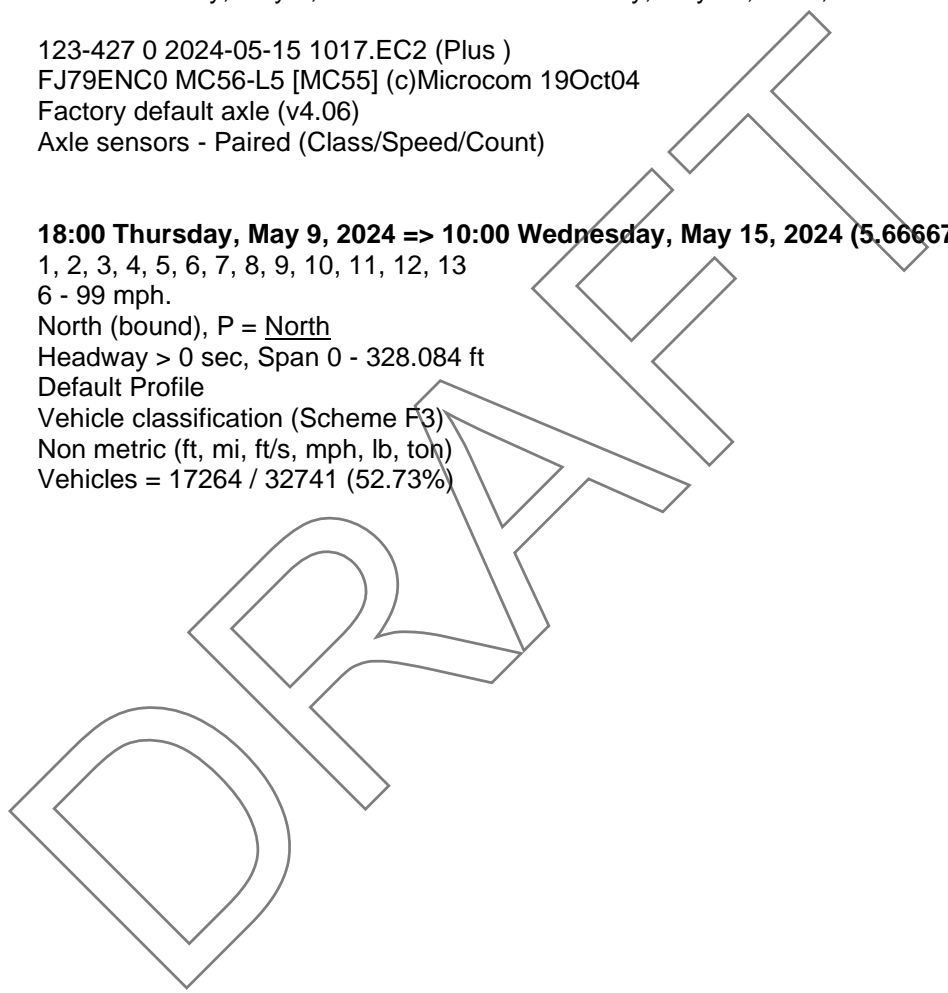 123-427 0 2024-05-15 1017.EC2 (Plus )
FJ79ENC0 MC56-L5 [MC55] (c)Microcom 19Oct04
Factory default axle (v4.06)
Axle sensors - Paired (Class/Speed/Count)
18:00 Thursday, May 9, 2024 => 10:00 Wednesday, May 15, 2024 (5.66667
1, 2, 3, 4, 5, 6, 7, 8, 9, 10, 11, 12, 13
6 - 99 mph.
North (bound), P = North
Headway > 0 sec, Span 0 - 328.084 ft
Default Profile
Vehicle classification (Scheme F3)
Non metric (ft, mi, ft/s, mph, lb, ton)
Vehicles = 17264 / 32741 (52.73%)
DRAFT